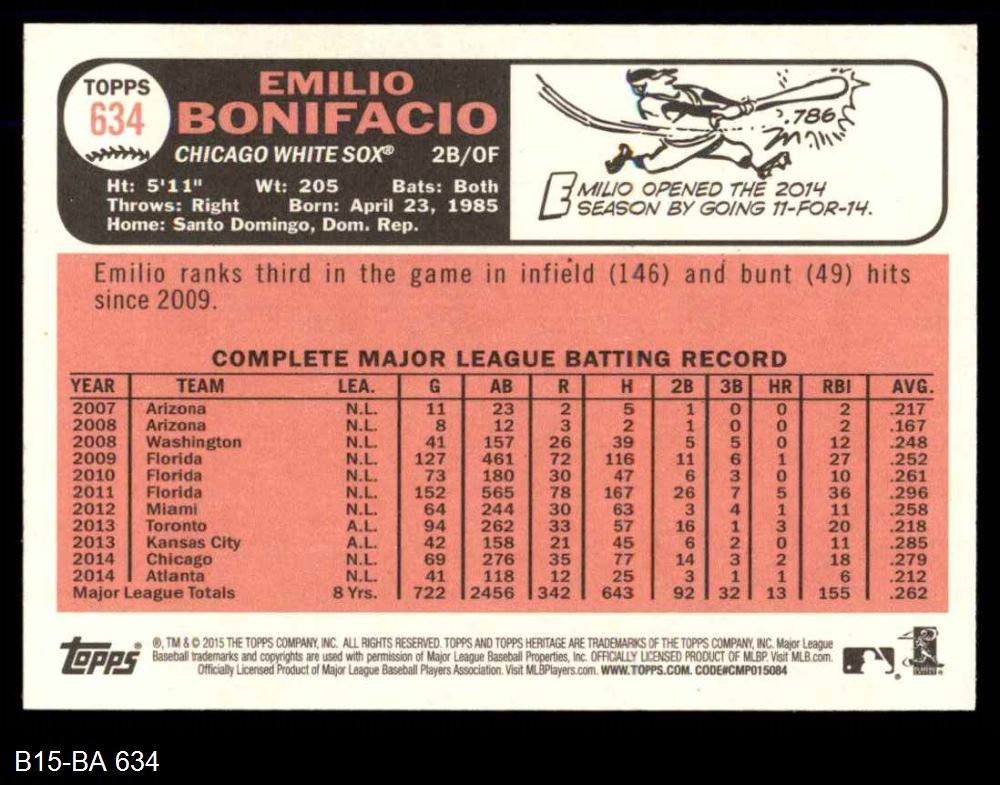 TOPPS
634
EMILIO
BONIFACIO
CHICAGO WHITE SOX® 2B/OF
Ht: 5'11" Wt: 205 Bats: Both
Throws: Right Born: April 23, 1985
Home: Santo Domingo, Dom. Rep.
.786
EMILIO OPENED THE 2014
SEASON BY GOING 11-FOR-14.
Emilio ranks third in the game in infield (146) and bunt (49) hits
since 2009.
COMPLETE MAJOR LEAGUE BATTING RECORD
YEAR TEAM LEA. G AB R H 2B 3B HR RBI AVG.
2007 Arizona N.L. 11 23 2 5 1 0 0 2 .217
2008 Arizona N.L. 8 12 3 2 1 0 0 2 .167
2008 Washington N.L. 41 157 26 39 5 5 0 12 .248
2009 Florida N.L. 127 461 72 116 11 6 1 27 .252
2010 Florida N.L. 73 180 30 47 6 3 0 10 .261
2011 Florida N.L. 152 565 78 167 26 7 5 36 .296
2012 Miami N.L. 64 244 30 63 3 4 1 11 .258
2013 Toronto A.L. 94 262 33 57 16 1 3 20 .218
2013 Kansas City A.L. 42 158 21 45 6 2 0 11 .285
2014 Chicago N.L. 69 276 35 77 14 3 2 18 .279
2014 Atlanta N.L. 41 118 12 25 3 1 1 6 .212
Major League Totals 8 Yrs. 722 2456 342 643 92 32 13 155 .262
Topps ®, TM & © 2015 THE TOPPS COMPANY, INC. ALL RIGHTS RESERVED. TOPPS AND TOPPS HERITAGE ARE TRADEMARKS OF THE TOPPS COMPANY, INC. Major League
Baseball trademarks and copyrights are used with permission of Major League Baseball Properties, Inc. OFFICIALLY LICENSED PRODUCT OF MLBP. Visit MLB.com.
Officially Licensed Product of Major League Baseball Players Association. Visit MLBPlayers.com. WWW.TOPPS.COM. CODE#CMP015084
B15-BA 634